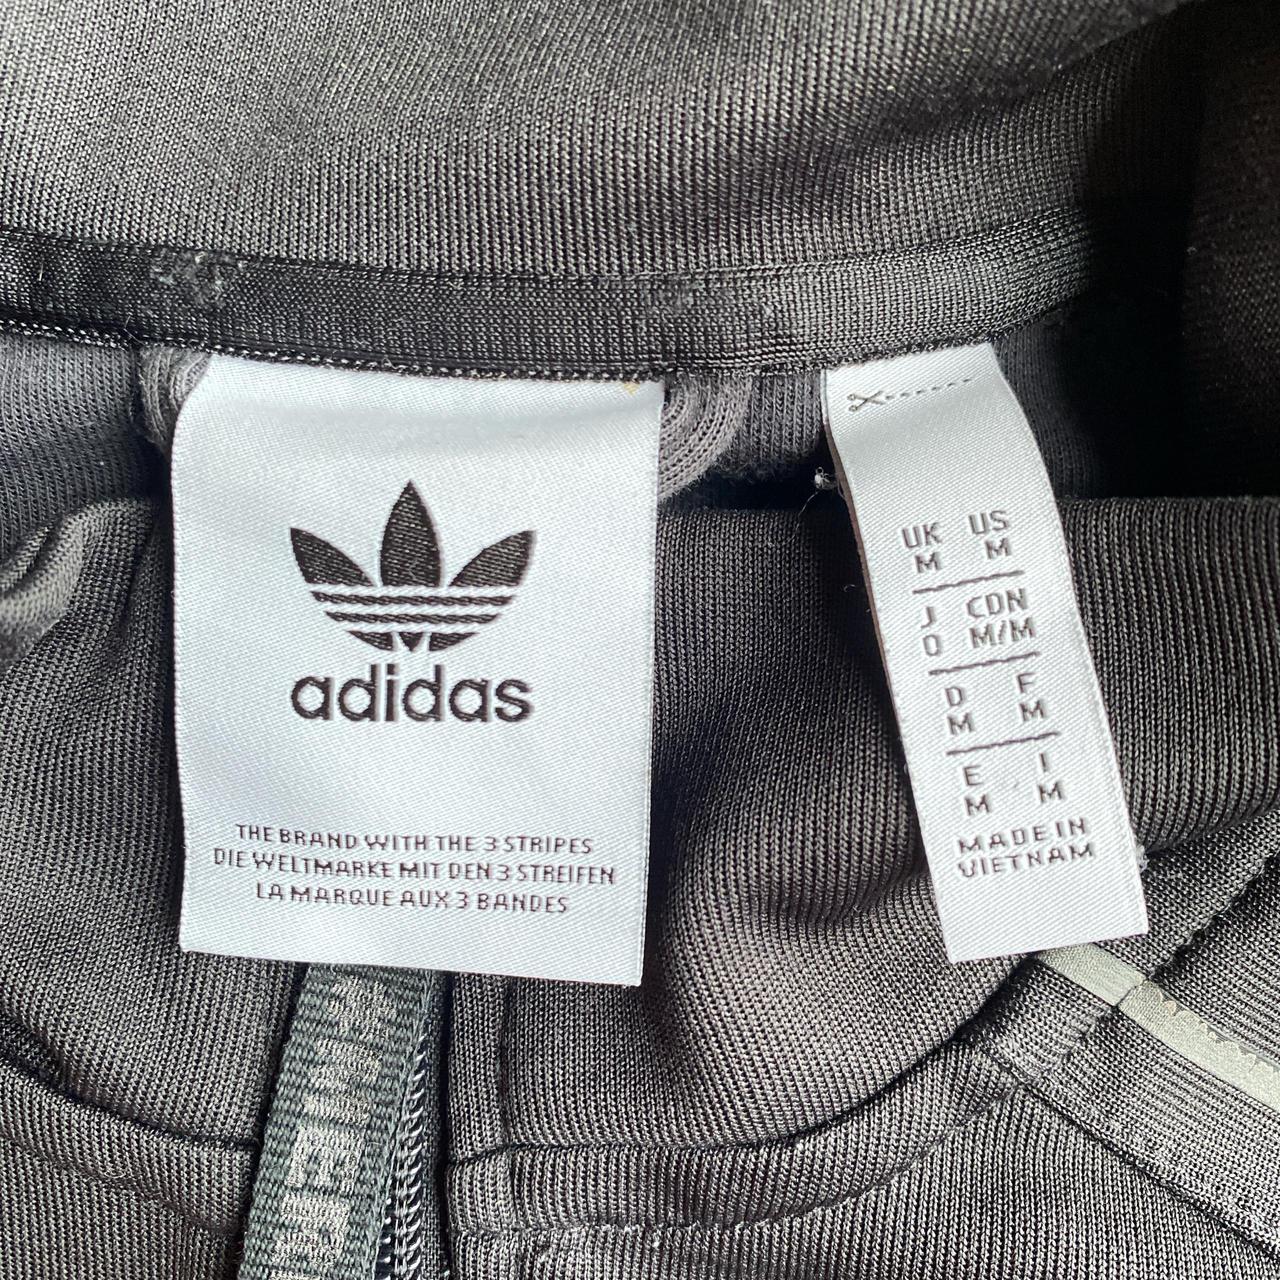 adidas
THE BRAND WITH THE 3 STRIPES
DIE WELTMARKE MIT DEN 3 STREIFEN
LA MARQUE AUX 3 BANDES
UK US
M M
J CDN
O M/M
D F
M M
E I
M M
MADE IN
VIETNAM